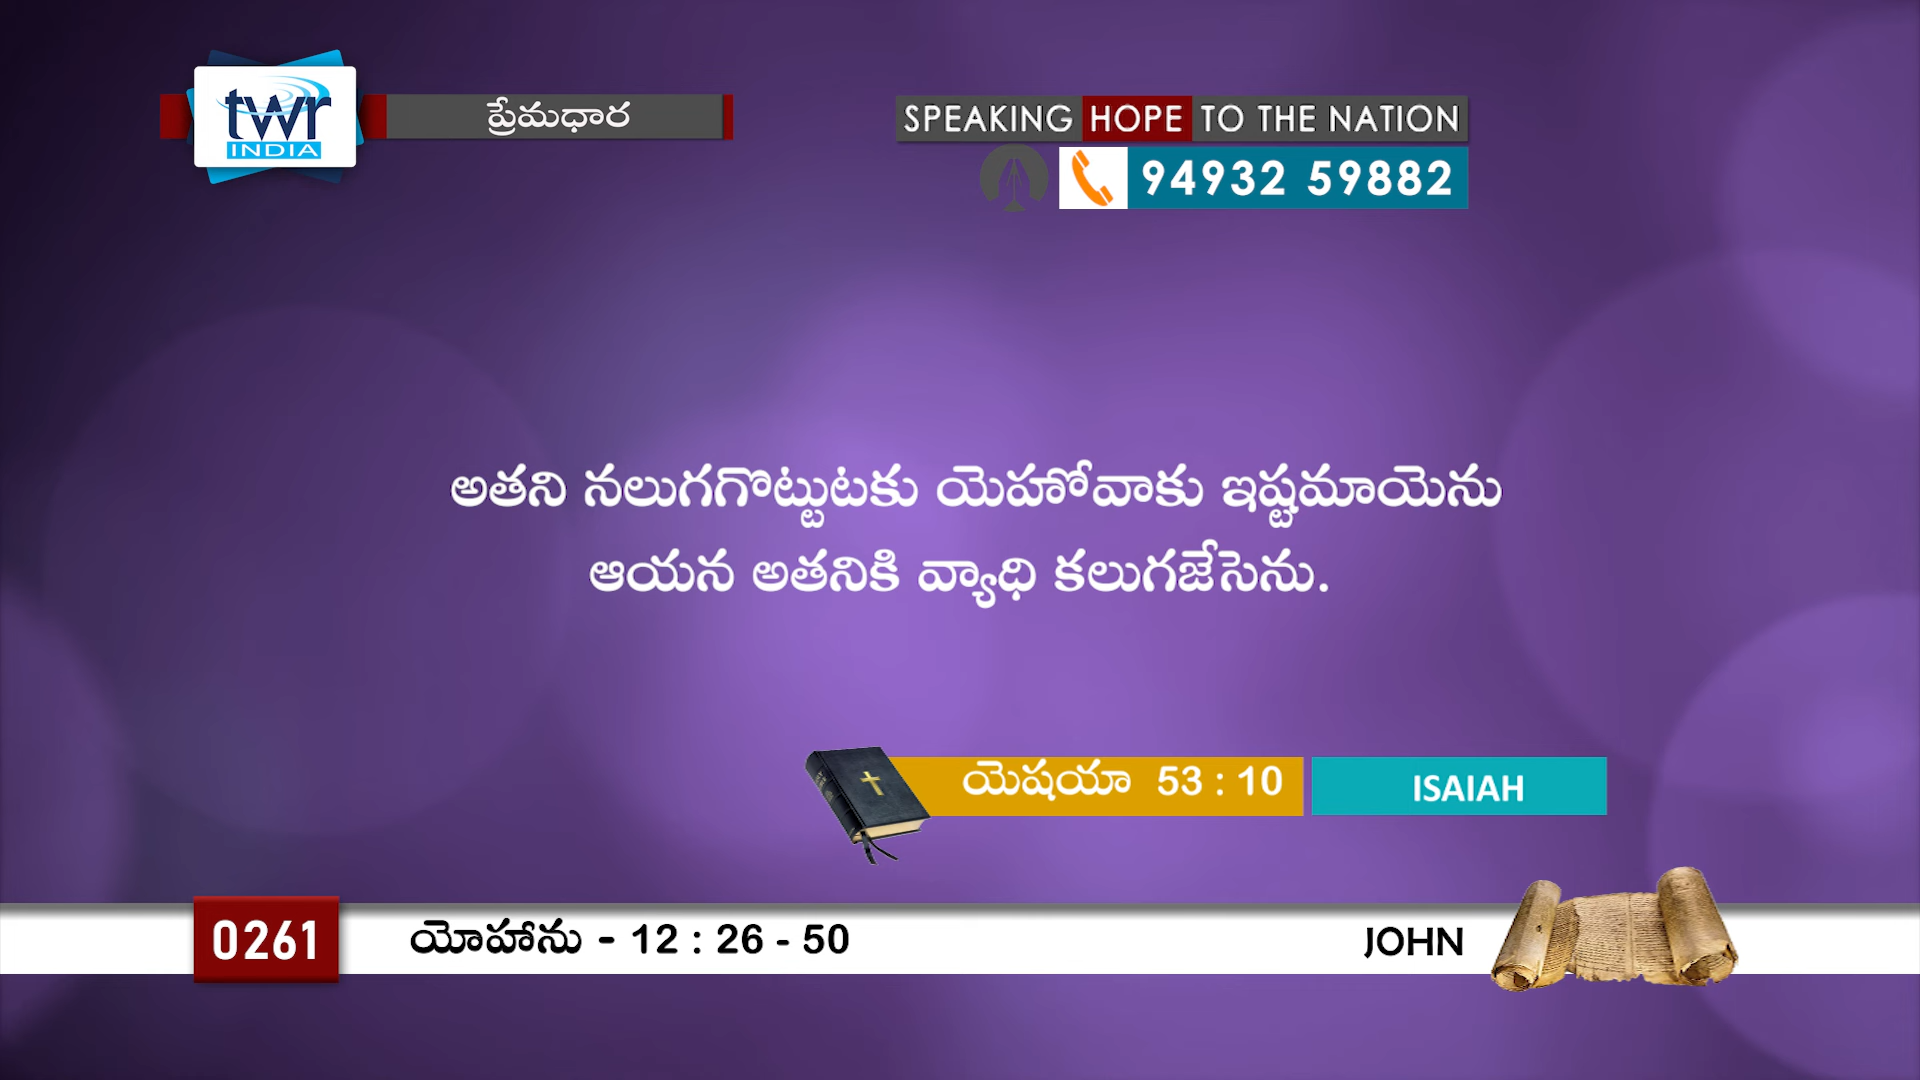 twr
INDIA
ప్రేమధార
SPEAKING HOPE TO THE NATION
94932 59882
అతని నలుగగొట్టుటకు యెహోవాకు ఇష్టమాయెను
ఆయన అతనికి వ్యాధి కలుగజేసెను.
యెషయా 53 : 10
ISAIAH
0261
యోహాను - 12 : 26 - 50
JOHN